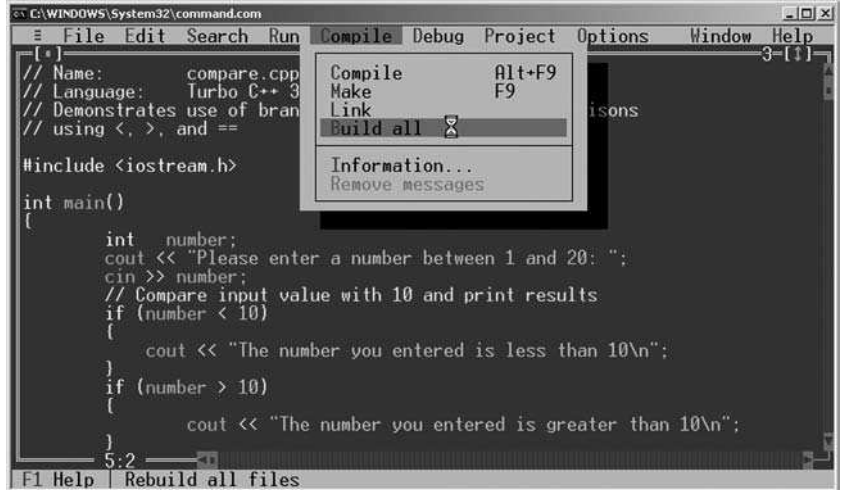 C:\WINDOWS\System32\command.com
≡ File Edit Search Run Compile Debug Project Options Window Help
[▪] 3=[↕]
// Name: compare.cpp
// Language: Turbo C++ 3
// Demonstrates use of bran isons
// using <, >, and ==
#include <iostream.h>
int main()
{
int number;
cout << "Please enter a number between 1 and 20: ";
cin >> number;
// Compare input value with 10 and print results
if (number < 10)
{
cout << "The number you entered is less than 10\n";
}
if (number > 10)
{
cout << "The number you entered is greater than 10\n";
}
5:2
Compile Alt+F9
Make F9
Link
Build all
Information...
Remove messages
F1 Help | Rebuild all files